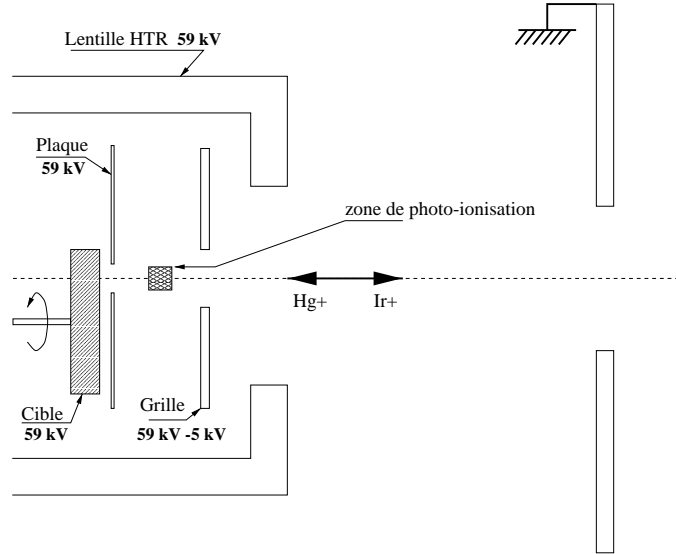 Lentille HTR 59 kV
Plaque
59 kV
zone de photo-ionisation
Hg+ Ir+
Cible
59 kV
Grille
59 kV -5 kV